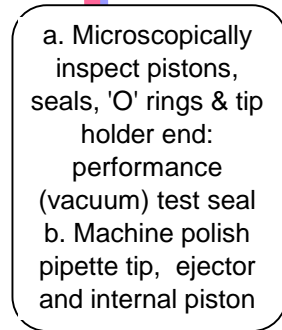 a. Microscopically
inspect pistons,
seals, 'O' rings & tip
holder end:
performance
(vacuum) test seal
b. Machine polish
pipette tip,  ejector
and internal piston